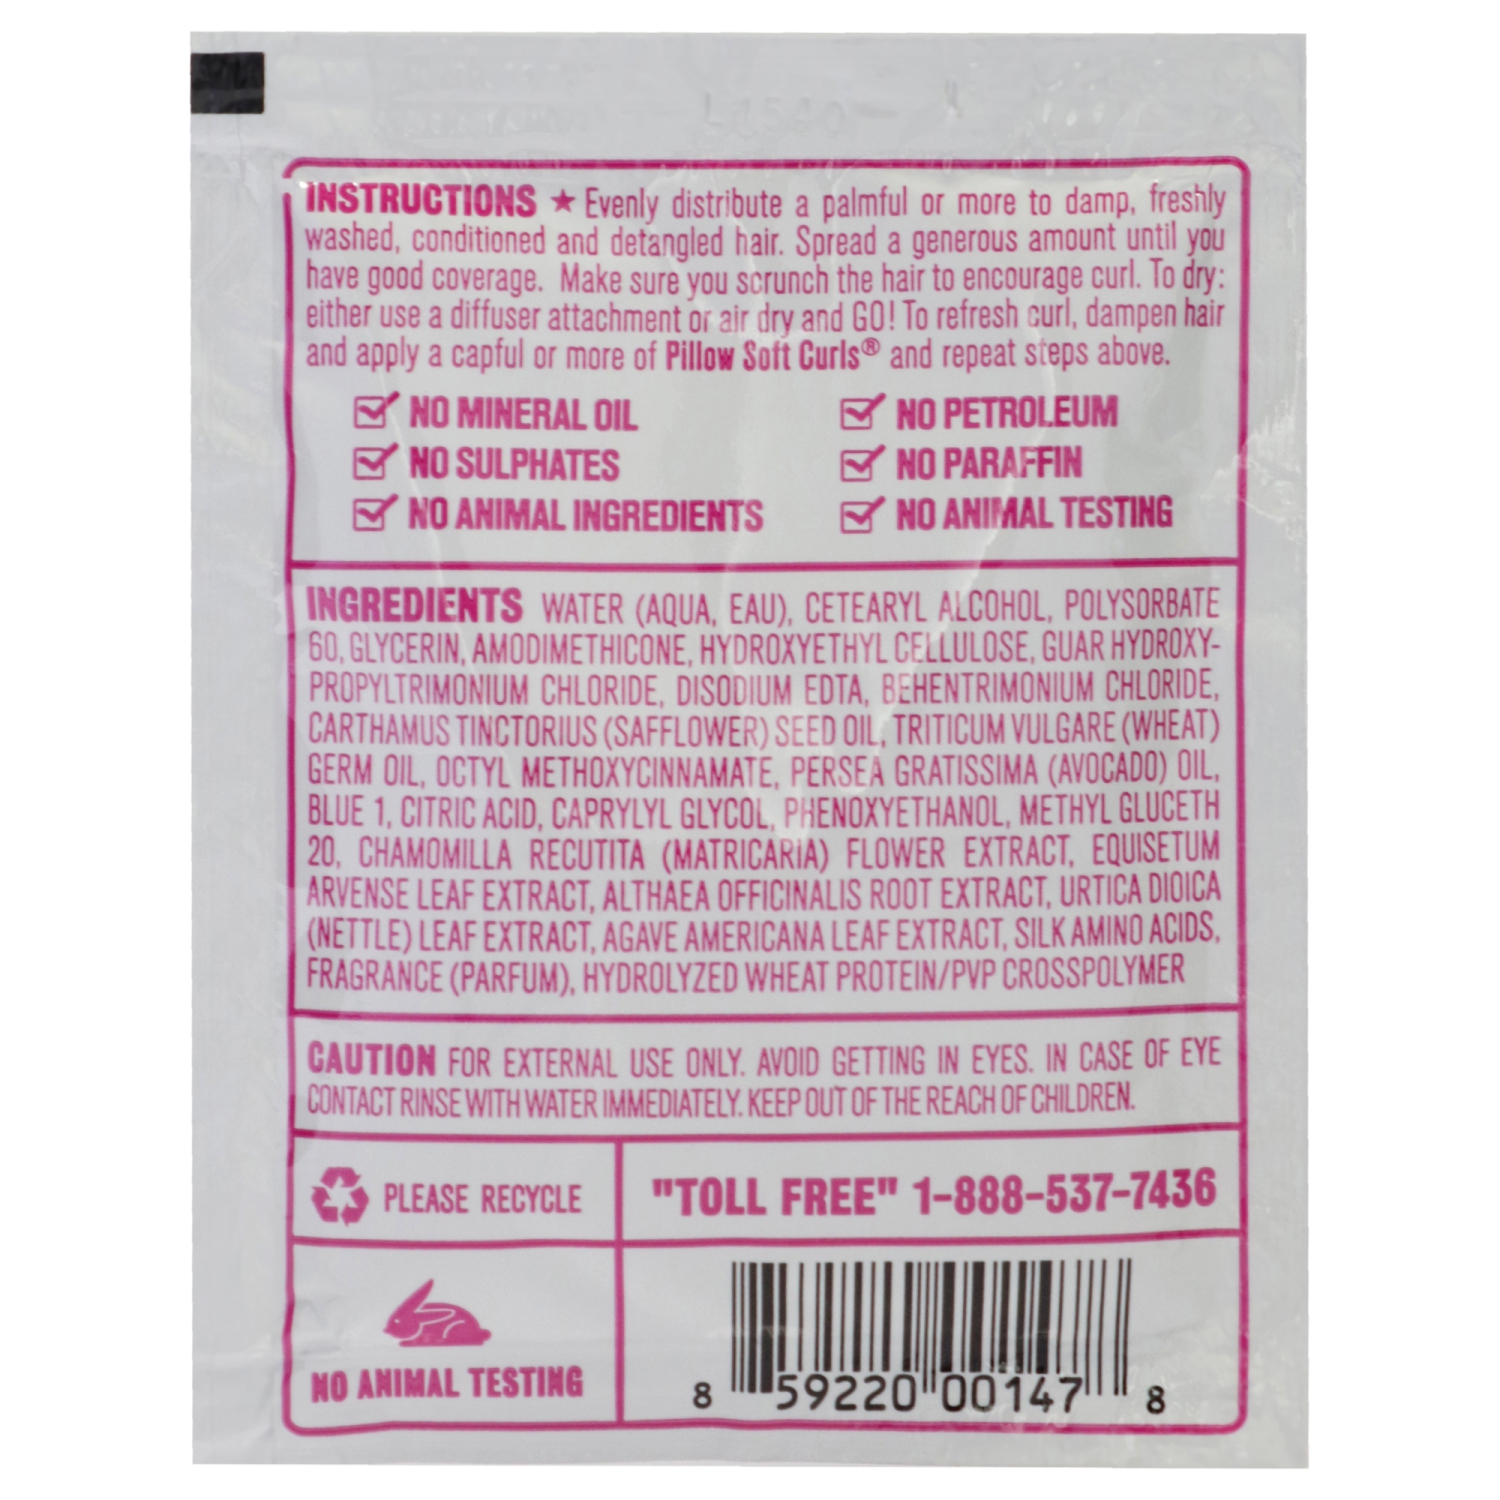 L1540
INSTRUCTIONS ★ Evenly distribute a palmful or more to damp, freshly
washed, conditioned and detangled hair. Spread a generous amount until you
have good coverage. Make sure you scrunch the hair to encourage curl. To dry:
either use a diffuser attachment or air dry and GO! To refresh curl, dampen hair
and apply a capful or more of Pillow Soft Curls® and repeat steps above.
NO MINERAL OIL
NO PETROLEUM
NO SULPHATES
NO PARAFFIN
NO ANIMAL INGREDIENTS
NO ANIMAL TESTING
INGREDIENTS WATER (AQUA, EAU), CETEARYL ALCOHOL, POLYSORBATE
60, GLYCERIN, AMODIMETHICONE, HYDROXYETHYL CELLULOSE, GUAR HYDROXY-
PROPYLTRIMONIUM CHLORIDE, DISODIUM EDTA, BEHENTRIMONIUM CHLORIDE,
CARTHAMUS TINCTORIUS (SAFFLOWER) SEED OIL, TRITICUM VULGARE (WHEAT)
GERM OIL, OCTYL METHOXYCINNAMATE, PERSEA GRATISSIMA (AVOCADO) OIL,
BLUE 1, CITRIC ACID, CAPRYLYL GLYCOL, PHENOXYETHANOL, METHYL GLUCETH
20, CHAMOMILLA RECUTITA (MATRICARIA) FLOWER EXTRACT, EQUISETUM
ARVENSE LEAF EXTRACT, ALTHAEA OFFICINALIS ROOT EXTRACT, URTICA DIOICA
(NETTLE) LEAF EXTRACT, AGAVE AMERICANA LEAF EXTRACT, SILK AMINO ACIDS,
FRAGRANCE (PARFUM), HYDROLYZED WHEAT PROTEIN/PVP CROSSPOLYMER
CAUTION FOR EXTERNAL USE ONLY. AVOID GETTING IN EYES. IN CASE OF EYE
CONTACT RINSE WITH WATER IMMEDIATELY. KEEP OUT OF THE REACH OF CHILDREN.
PLEASE RECYCLE
"TOLL FREE" 1-888-537-7436
NO ANIMAL TESTING
8 59220 00147 8